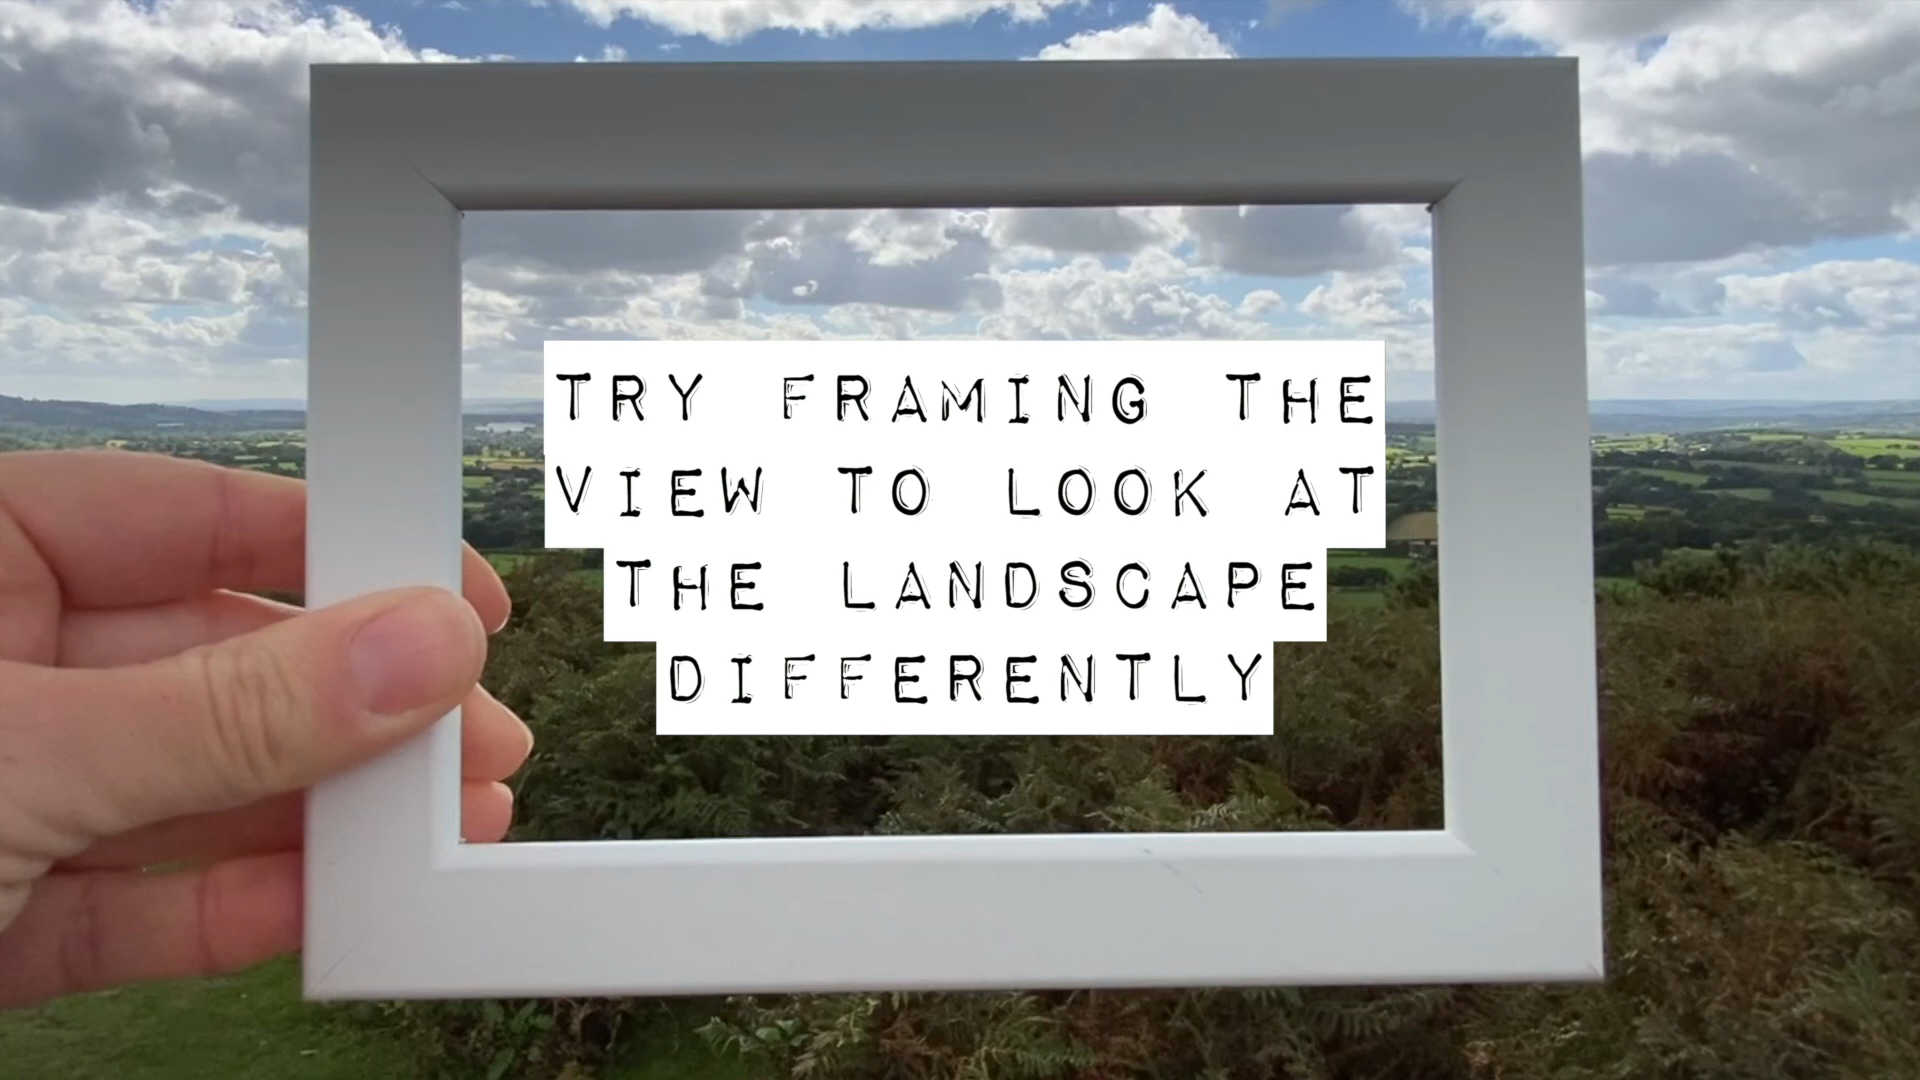 TRY FRAMING THE
VIEW TO LOOK AT
THE LANDSCAPE
DIFFERENTLY